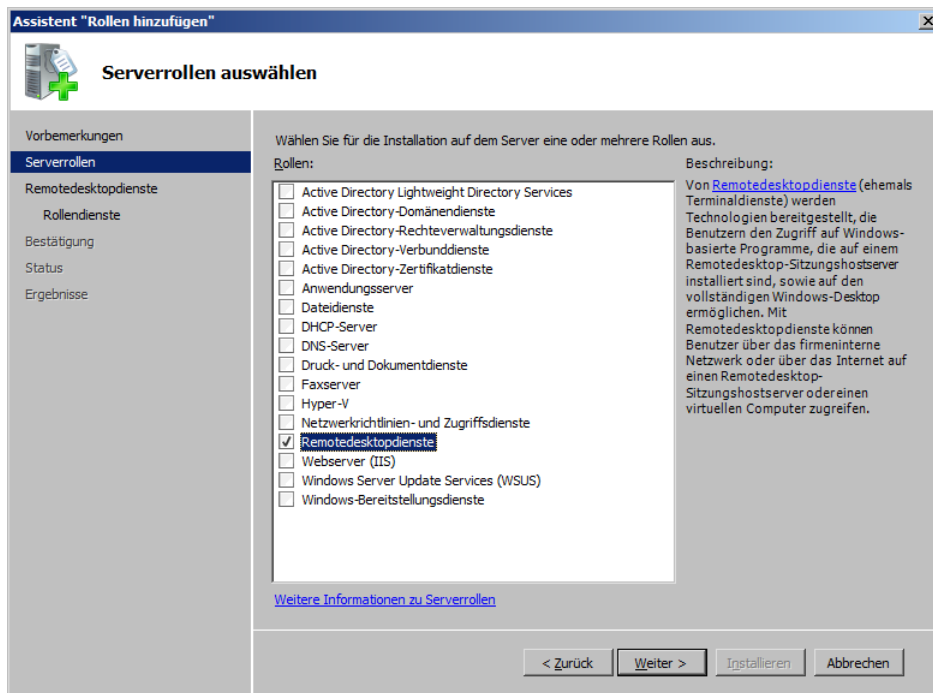 Assistent "Rollen hinzufügen"
Serverrollen auswählen
Vorbemerkungen
Serverrollen
Remotedesktopdienste
Rollendienste
Bestätigung
Status
Ergebnisse
Wählen Sie für die Installation auf dem Server eine oder mehrere Rollen aus.
Rollen:
Active Directory Lightweight Directory Services
Active Directory-Domänendienste
Active Directory-Rechteverwaltungsdienste
Active Directory-Verbunddienste
Active Directory-Zertifikatdienste
Anwendungsserver
Dateidienste
DHCP-Server
DNS-Server
Druck- und Dokumentdienste
Faxserver
Hyper-V
Netzwerkrichtlinien- und Zugriffsdienste
Remotedesktopdienste
Webserver (IIS)
Windows Server Update Services (WSUS)
Windows-Bereitstellungsdienste
Weitere Informationen zu Serverrollen
Beschreibung:
Von Remotedesktopdienste (ehemals
Terminaldienste) werden
Technologien bereitgestellt, die
Benutzern den Zugriff auf Windows-
basierte Programme, die auf einem
Remotedesktop-Sitzungshostserver
installiert sind, sowie auf den
vollständigen Windows-Desktop
ermöglichen. Mit
Remotedesktopdienste können
Benutzer über das firmeninterne
Netzwerk oder über das Internet auf
einen Remotedesktop-
Sitzungshostserver odereinen
virtuellen Computer zugreifen.
< Zurück
Weiter >
Installieren
Abbrechen